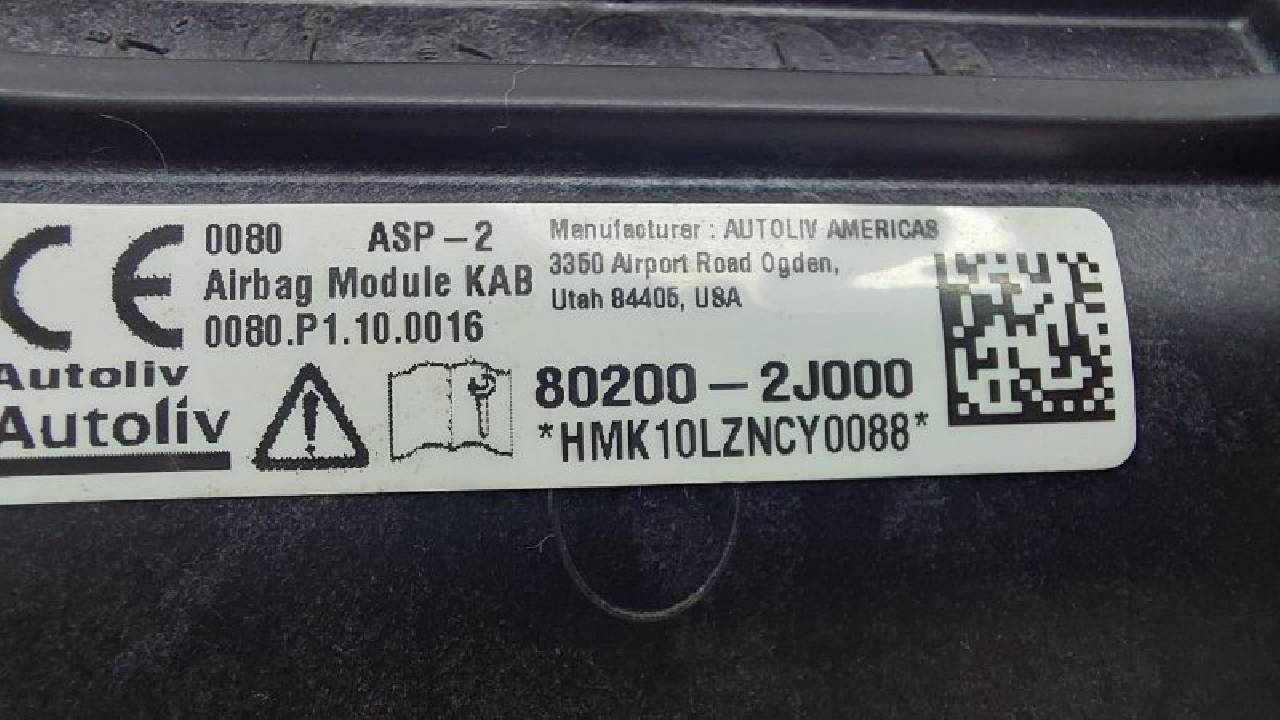 CE 0080 ASP-2
Airbag Module KAB
0080.P1.10.0016
Manufacturer : AUTOLIV AMERICAS
3350 Airport Road Ogden,
Utah 84405, USA
Autoliv
Autoliv
80200-2J000
*HMK10LZNCY0088*